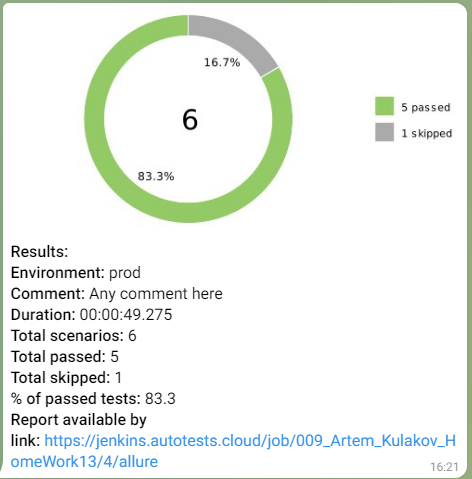 16.7%
6
5 passed
1 skipped
83.3%
Results:
Environment: prod
Comment: Any comment here
Duration: 00:00:49.275
Total scenarios: 6
Total passed: 5
Total skipped: 1
% of passed tests: 83.3
Report available by
link: https://jenkins.autotests.cloud/job/009_Artem_Kulakov_H
omeWork13/4/allure
16:21